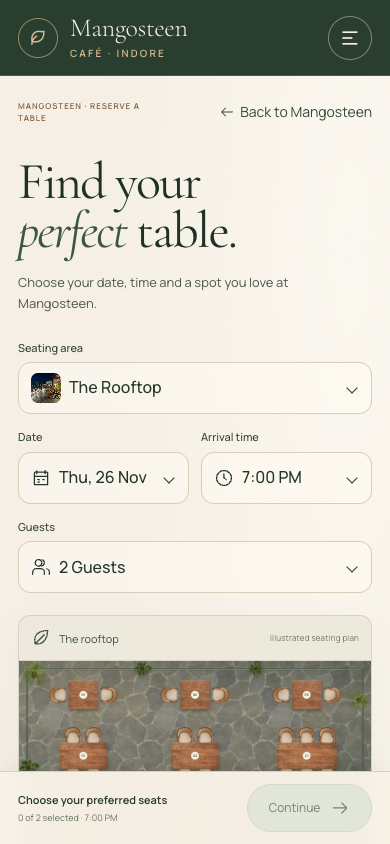 Mangosteen
CAFÉ · INDORE
MANGOSTEEN · RESERVE A
TABLE
Back to Mangosteen
Find your
perfect table.
Choose your date, time and a spot you love at
Mangosteen.
Seating area
The Rooftop
Date
Arrival time
Thu, 26 Nov
7:00 PM
Guests
2 Guests
The rooftop
Illustrated seating plan
Choose your preferred seats
0 of 2 selected · 7:00 PM
Continue